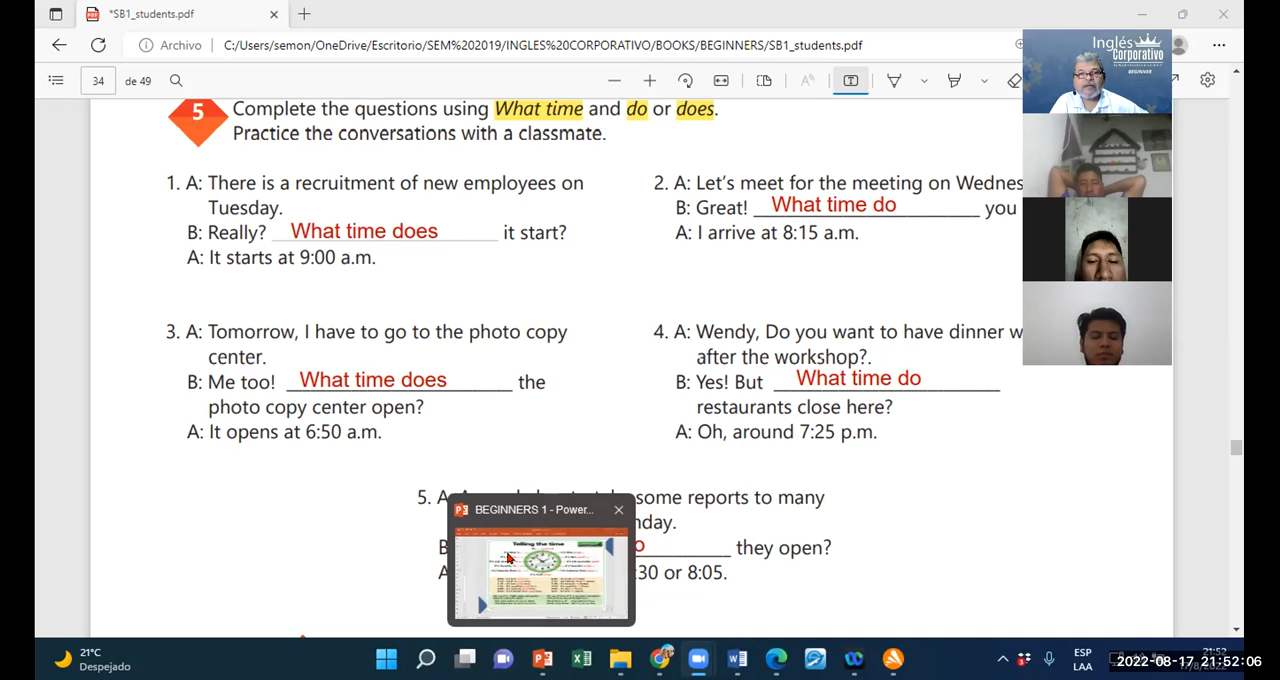 *SB1_students.pdf
Archivo
C:/Users/semon/OneDrive/Escritorio/SEM%202019/INGLES%20CORPORATIVO/BOOKS/BEGINNERS/SB1_students.pdf
34 de 49
Inglés
Corporativo
BEGINNER
5 Complete the questions using What time and do or does.
Practice the conversations with a classmate.
1. A: There is a recruitment of new employees on
Tuesday.
B: Really? What time does it start?
A: It starts at 9:00 a.m.
2. A: Let's meet for the meeting on Wednes
B: Great! What time do you
A: I arrive at 8:15 a.m.
3. A: Tomorrow, I have to go to the photo copy
center.
B: Me too! What time does the
photo copy center open?
A: It opens at 6:50 a.m.
4. A: Wendy, Do you want to have dinner w
after the workshop?.
B: Yes! But What time do
restaurants close here?
A: Oh, around 7:25 p.m.
5. A some reports to many
nday.
B o they open?
A :30 or 8:05.
BEGINNERS 1 - Power...
Telling the time
21°C
Despejado
ESP
LAA
21:52
2022-08-17 21:52:06